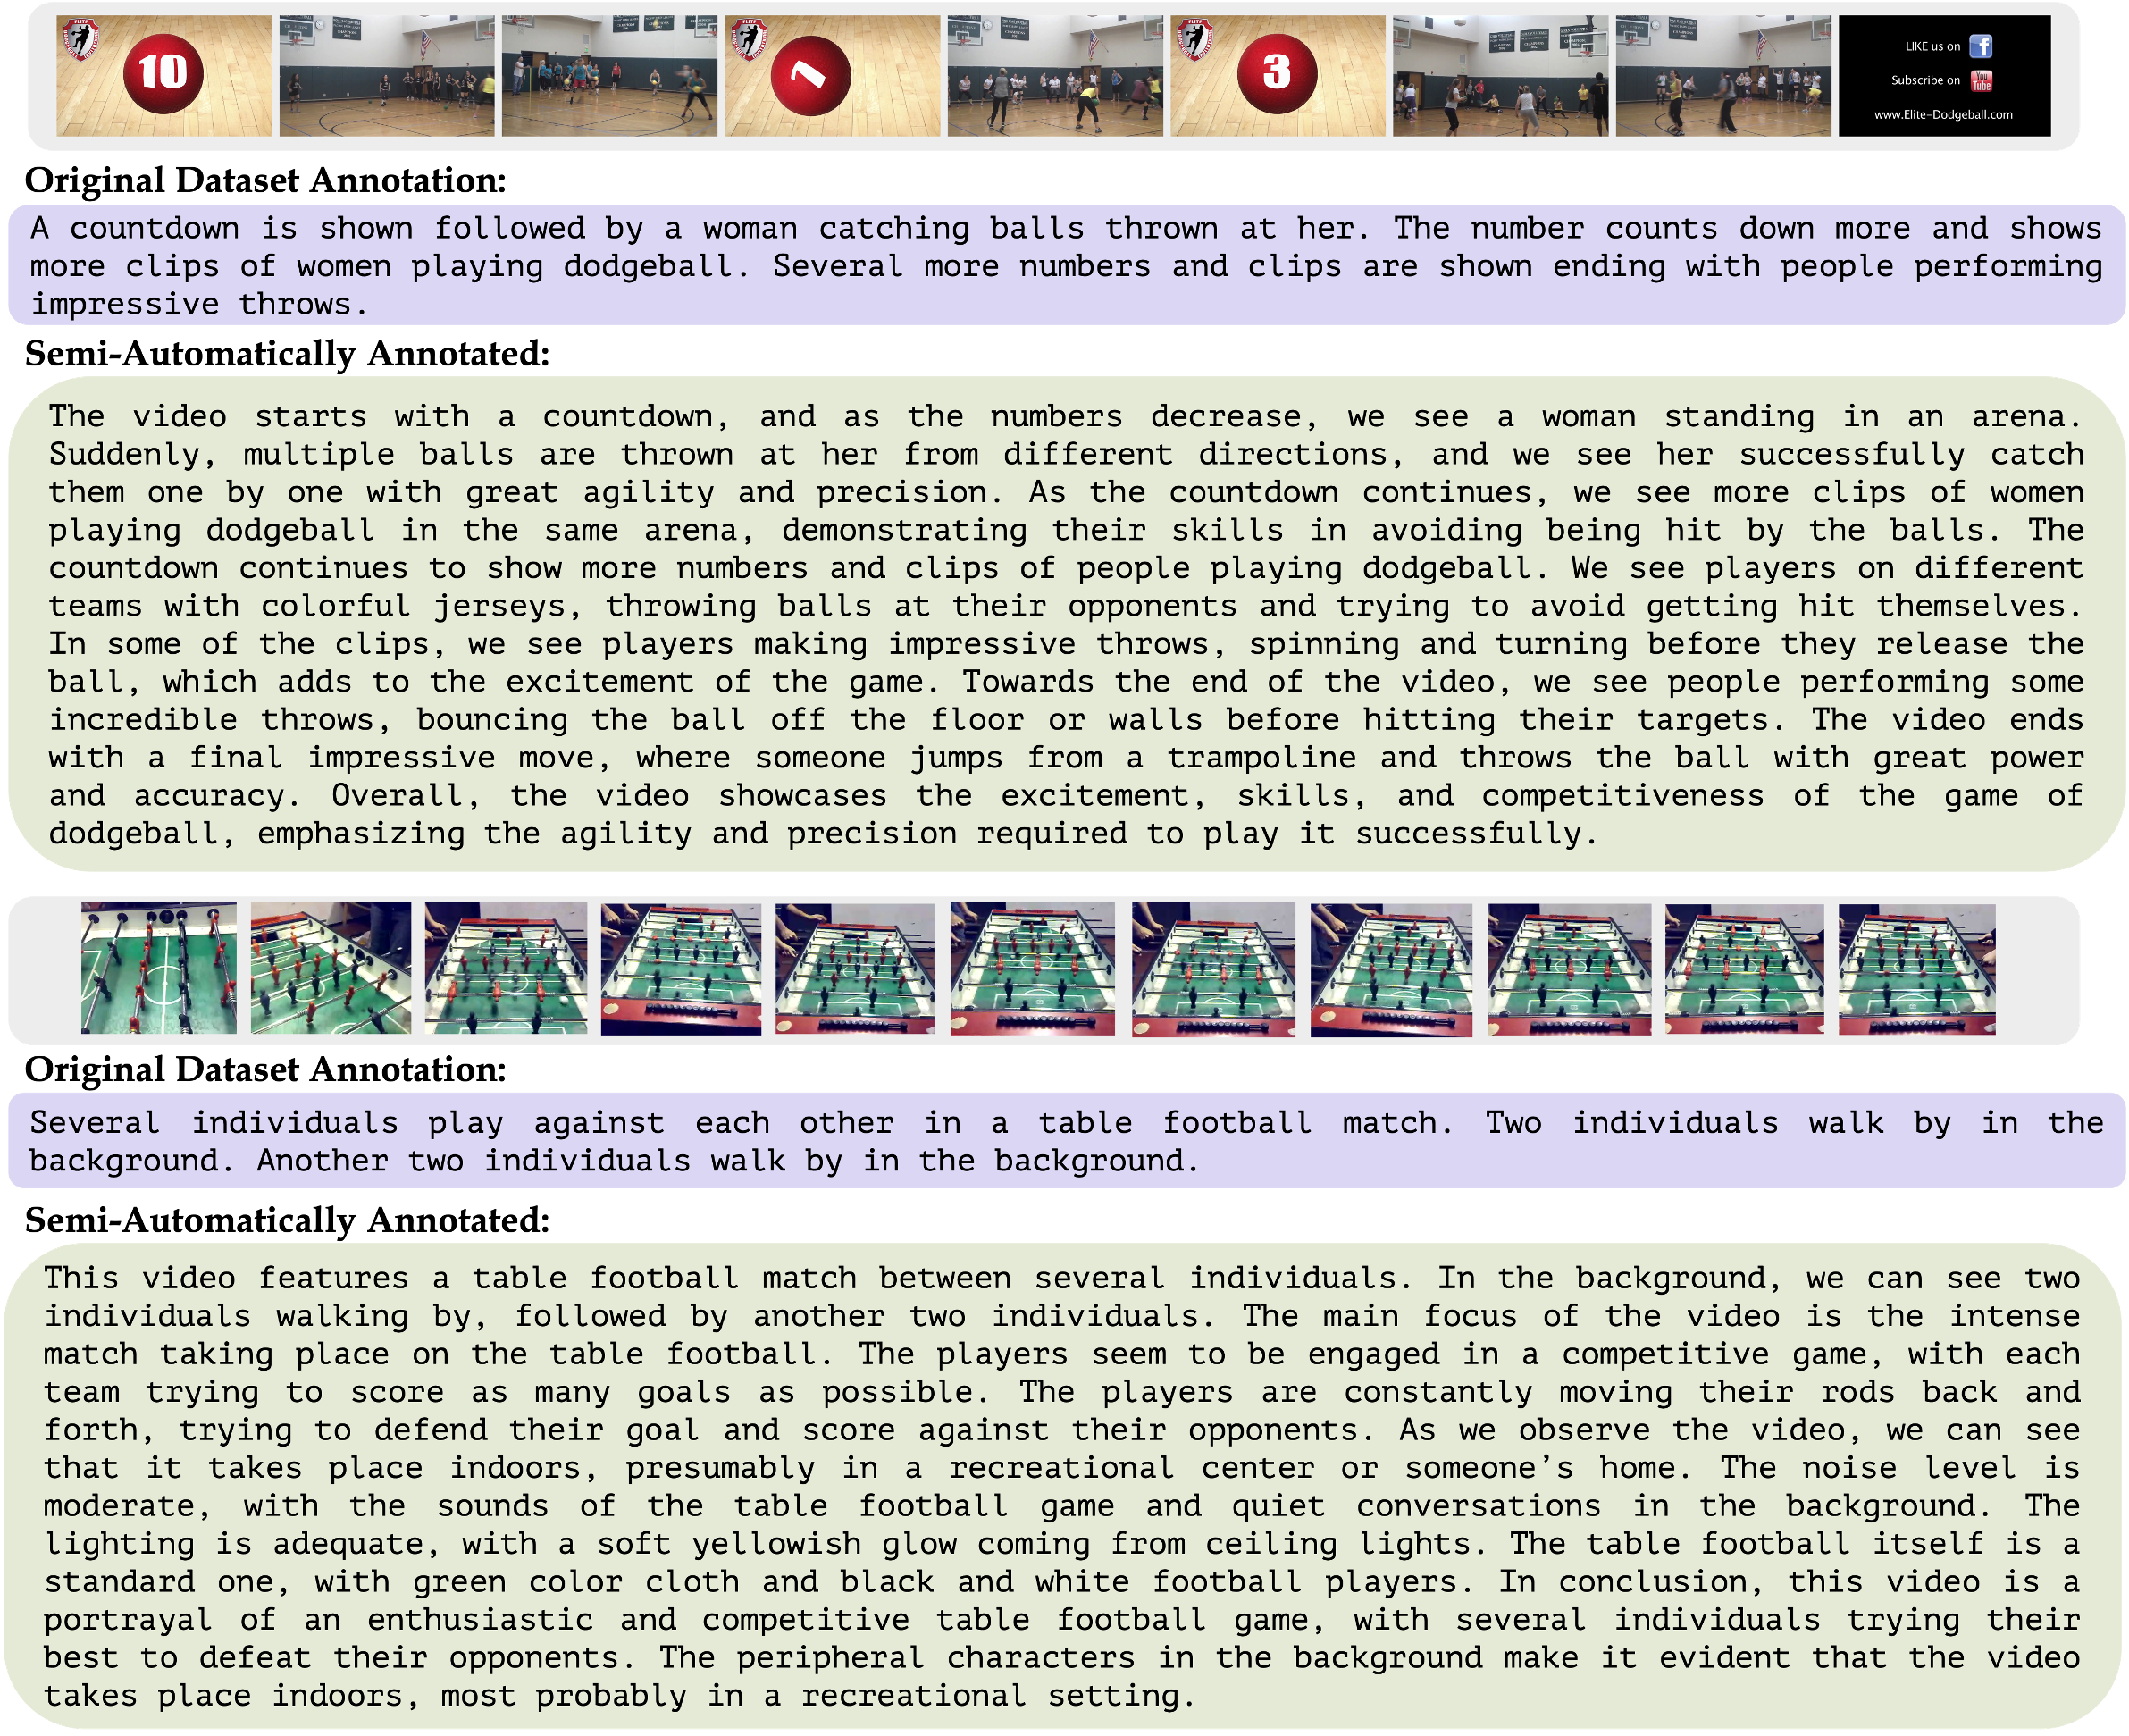 10
7
3
LIKE us on f
Subscribe on You Tube
www.Elite-Dodgeball.com
Original Dataset Annotation:
A countdown is shown followed by a woman catching balls thrown at her. The number counts down more and shows
more clips of women playing dodgeball. Several more numbers and clips are shown ending with people performing
impressive throws.
Semi-Automatically Annotated:
The video starts with a countdown, and as the numbers decrease, we see a woman standing in an arena.
Suddenly, multiple balls are thrown at her from different directions, and we see her successfully catch
them one by one with great agility and precision. As the countdown continues, we see more clips of women
playing dodgeball in the same arena, demonstrating their skills in avoiding being hit by the balls. The
countdown continues to show more numbers and clips of people playing dodgeball. We see players on different
teams with colorful jerseys, throwing balls at their opponents and trying to avoid getting hit themselves.
In some of the clips, we see players making impressive throws, spinning and turning before they release the
ball, which adds to the excitement of the game. Towards the end of the video, we see people performing some
incredible throws, bouncing the ball off the floor or walls before hitting their targets. The video ends
with a final impressive move, where someone jumps from a trampoline and throws the ball with great power
and accuracy. Overall, the video showcases the excitement, skills, and competitiveness of the game of
dodgeball, emphasizing the agility and precision required to play it successfully.
Original Dataset Annotation:
Several individuals play against each other in a table football match. Two individuals walk by in the
background. Another two individuals walk by in the background.
Semi-Automatically Annotated:
This video features a table football match between several individuals. In the background, we can see two
individuals walking by, followed by another two individuals. The main focus of the video is the intense
match taking place on the table football. The players seem to be engaged in a competitive game, with each
team trying to score as many goals as possible. The players are constantly moving their rods back and
forth, trying to defend their goal and score against their opponents. As we observe the video, we can see
that it takes place indoors, presumably in a recreational center or someone's home. The noise level is
moderate, with the sounds of the table football game and quiet conversations in the background. The
lighting is adequate, with a soft yellowish glow coming from ceiling lights. The table football itself is a
standard one, with green color cloth and black and white football players. In conclusion, this video is a
portrayal of an enthusiastic and competitive table football game, with several individuals trying their
best to defeat their opponents. The peripheral characters in the background make it evident that the video
takes place indoors, most probably in a recreational setting.